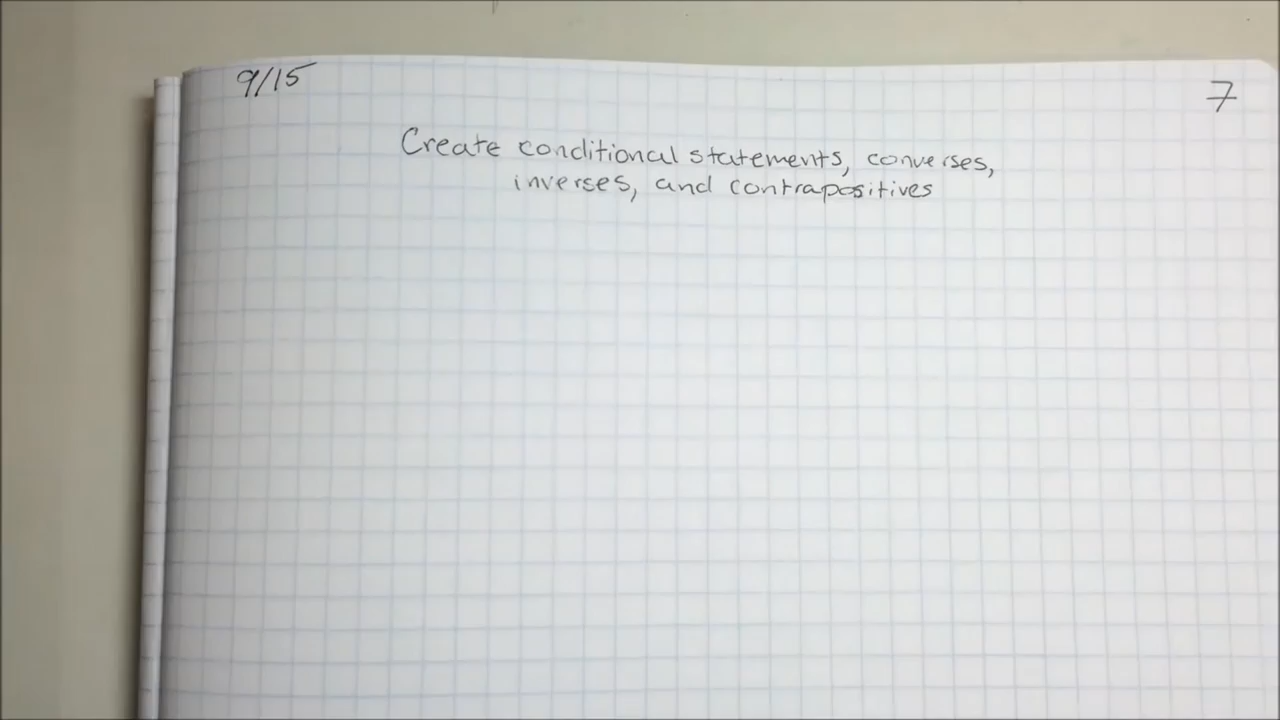 9/15
7
Create conditional statements, converses,
inverses, and contrapositives